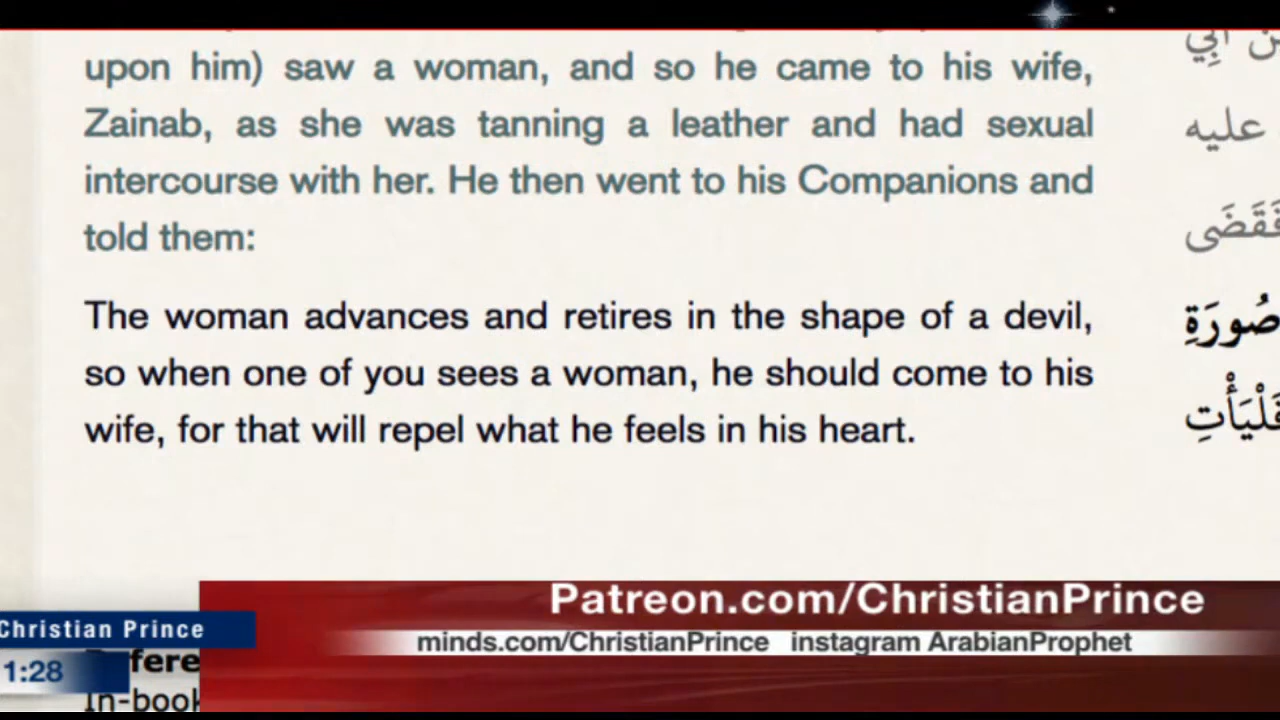 upon him) saw a woman, and so he came to his wife,
Zainab, as she was tanning a leather and had sexual
intercourse with her. He then went to his Companions and
told them:
The woman advances and retires in the shape of a devil,
so when one of you sees a woman, he should come to his
wife, for that will repel what he feels in his heart.
عليه
فَقَضَى
صُورَةِ
فَلْيَأْتِ
Patreon.com/ChristianPrince
minds.com/ChristianPrince instagram ArabianProphet
Christian Prince
1:28
In-book